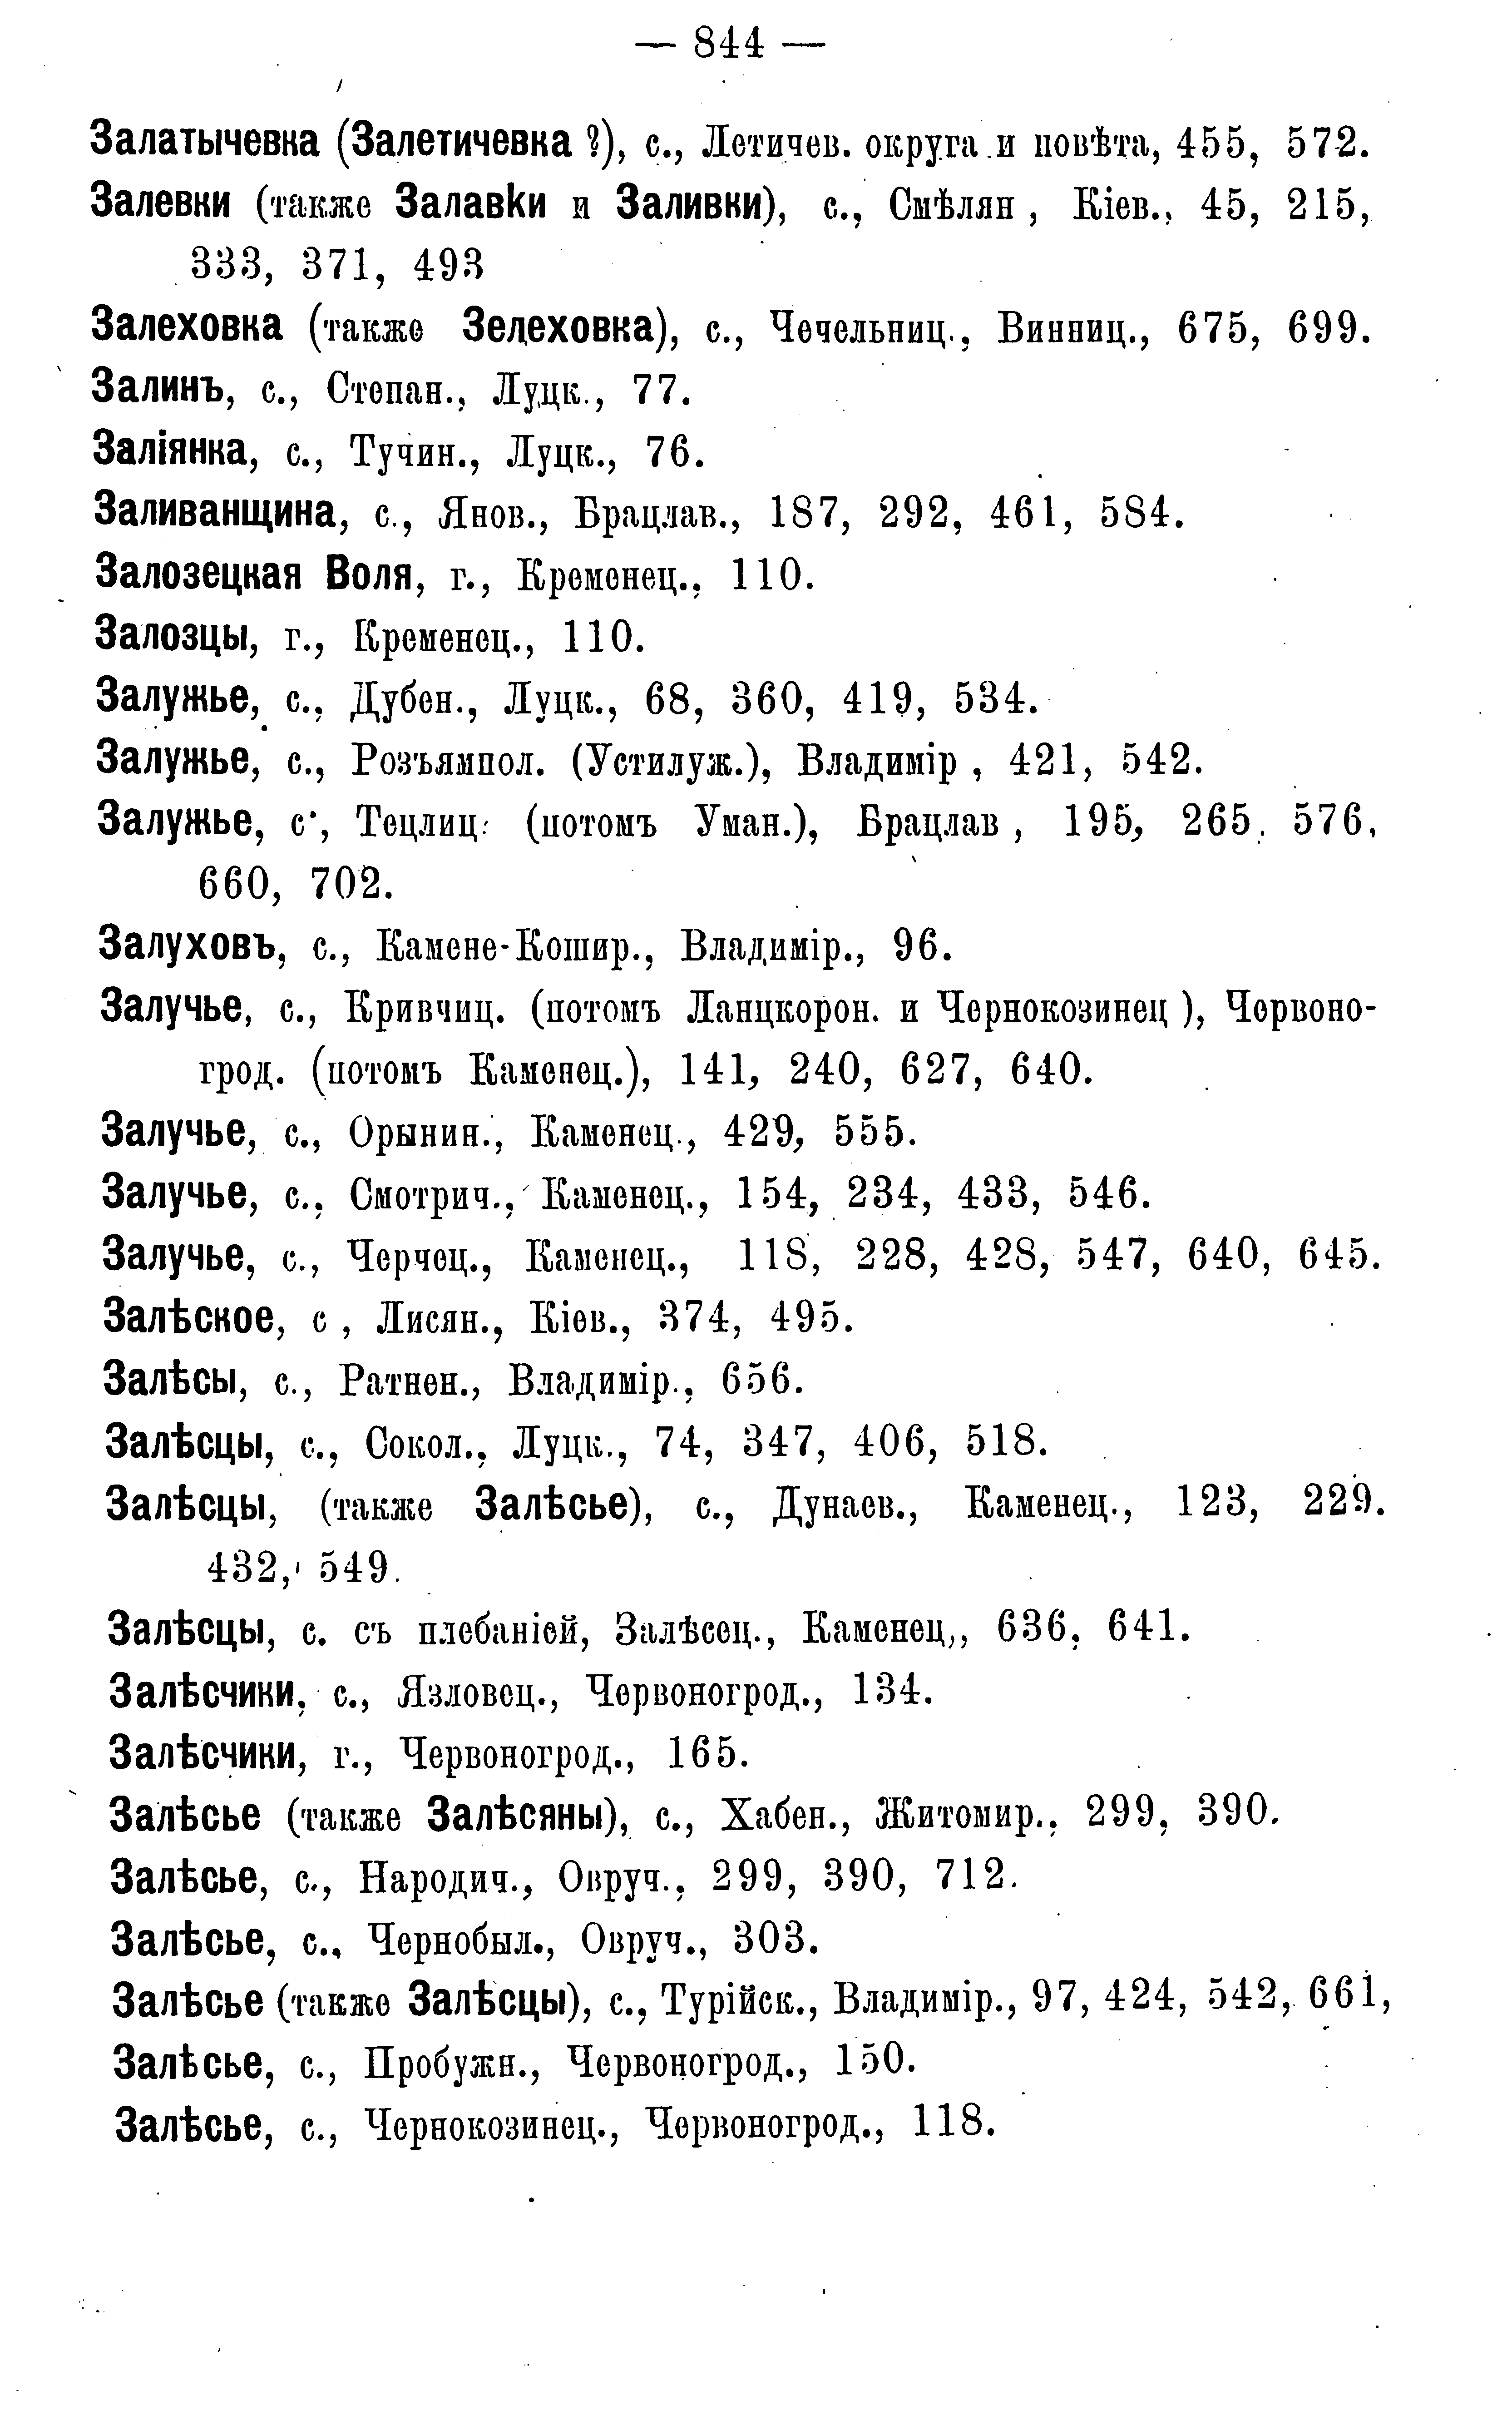 — 844 —
Залатычевка (Залетичевка ?), с., Летичев. округа и повѣта, 455, 572.
Залевки (также Залавки и Заливки), с., Смѣлян , Кіев., 45, 215,
333, 371, 493
Залеховка (также Зелеховка), с., Чечельниц., Винниц., 675, 699.
Залинъ, с., Степан., Луцк., 77.
Заліянка, с., Тучин., Луцк., 76.
Заливанщина, с., Янов., Брацлав., 187, 292, 461, 584.
Залозецкая Воля, г., Кременец., 110.
Залозцы, г., Кременец., 110.
Залужье, с., Дубен., Луцк., 68, 360, 419, 534.
Залужье, с., Розъямпол. (Устилуж.), Владимір , 421, 542.
Залужье, с., Теплиц. (потомъ Уман.), Брацлав , 195, 265. 576,
660, 702.
Залуховъ, с., Камене-Кошир., Владимір., 96.
Залучье, с., Кривчиц. (потомъ Ланцкорон. и Чернокозинец ), Червоно-
грод. (потомъ Каменец.), 141, 240, 627, 640.
Залучье, с., Орынин., Каменец., 429, 555.
Залучье, с., Смотрич., Каменец., 154, 234, 433, 546.
Залучье, с., Черчец., Каменец., 118, 228, 428, 547, 640, 645.
Залѣское, с , Лисян., Кіев., 374, 495.
Залѣсы, с., Ратнен., Владимір., 656.
Залѣсцы, с., Сокол., Луцк., 74, 347, 406, 518.
Залѣсцы, (также Залѣсье), с., Дунаев., Каменец., 123, 229.
432, 549.
Залѣсцы, с. съ плебаніей, Залѣсец., Каменец,, 636, 641.
Залѣсчики, с., Язловец., Червоногрод., 134.
Залѣсчики, г., Червоногрод., 165.
Залѣсье (также Залѣсяны), с., Хабен., Житомир., 299, 390.
Залѣсье, с., Народич., Овруч., 299, 390, 712.
Залѣсье, с., Чернобыл., Овруч., 303.
Залѣсье (также Залѣсцы), с., Турійск., Владимір., 97, 424, 542, 661,
Залѣсье, с., Пробужн., Червоногрод., 150.
Залѣсье, с., Чернокозинец., Червоногрод., 118.